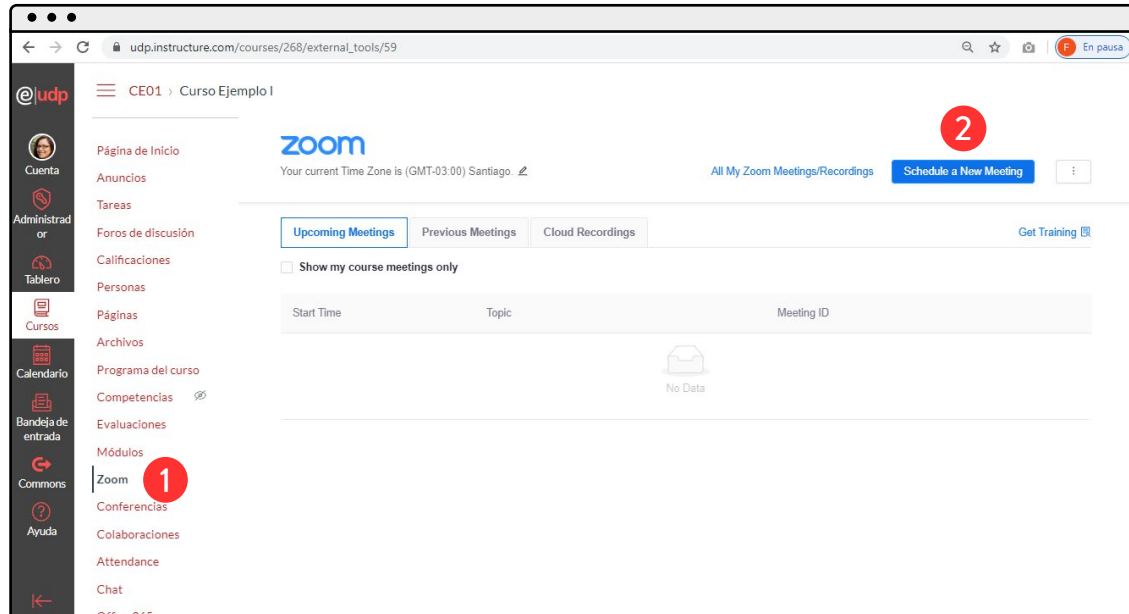 udp.instructure.com/courses/268/external_tools/59
F En pausa
@|udp
CE01 › Curso Ejemplo I
Cuenta
Administrad
or
Tablero
Cursos
Calendario
Bandeja de
entrada
Commons
Ayuda
Página de Inicio
Anuncios
Tareas
Foros de discusión
Calificaciones
Personas
Páginas
Archivos
Programa del curso
Competencias
Evaluaciones
Módulos
Zoom
1
Conferencias
Colaboraciones
Attendance
Chat
Office 365
zoom
2
Your current Time Zone is (GMT-03:00) Santiago.
All My Zoom Meetings/Recordings
Schedule a New Meeting
Upcoming Meetings
Previous Meetings
Cloud Recordings
Get Training
Show my course meetings only
Start Time
Topic
Meeting ID
No Data